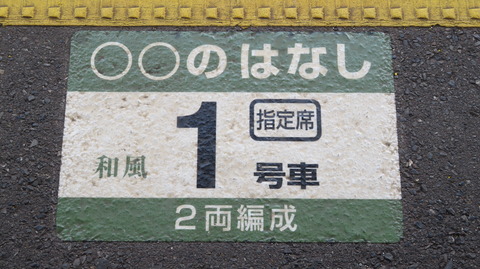 ○○のはなし
指定席
和風 1 号車
2両編成